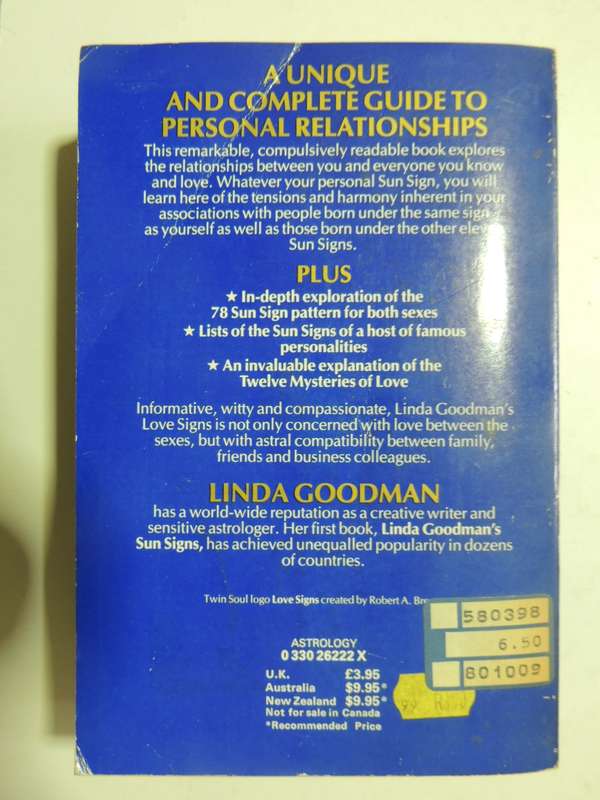 A UNIQUE
AND COMPLETE GUIDE TO
PERSONAL RELATIONSHIPS
This remarkable, compulsively readable book explores
the relationships between you and everyone you know
and love. Whatever your personal Sun Sign, you will
learn here of the tensions and harmony inherent in your
associations with people born under the same sign
as yourself as well as those born under the other eleven
Sun Signs.
PLUS
★ In-depth exploration of the
78 Sun Sign pattern for both sexes
★ Lists of the Sun Signs of a host of famous
personalities
★ An invaluable explanation of the
Twelve Mysteries of Love
Informative, witty and compassionate, Linda Goodman's
Love Signs is not only concerned with love between the
sexes, but with astral compatibility between family,
friends and business colleagues.
LINDA GOODMAN
has a world-wide reputation as a creative writer and
sensitive astrologer. Her first book, Linda Goodman's
Sun Signs, has achieved unequalled popularity in dozens
of countries.
Twin Soul logo Love Signs created by Robert A.
580398
6.50
801009
ASTROLOGY
0 330 26222 X
U.K. £3.95
Australia $9.95*
New Zealand $9.95*
Not for sale in Canada
*Recommended Price